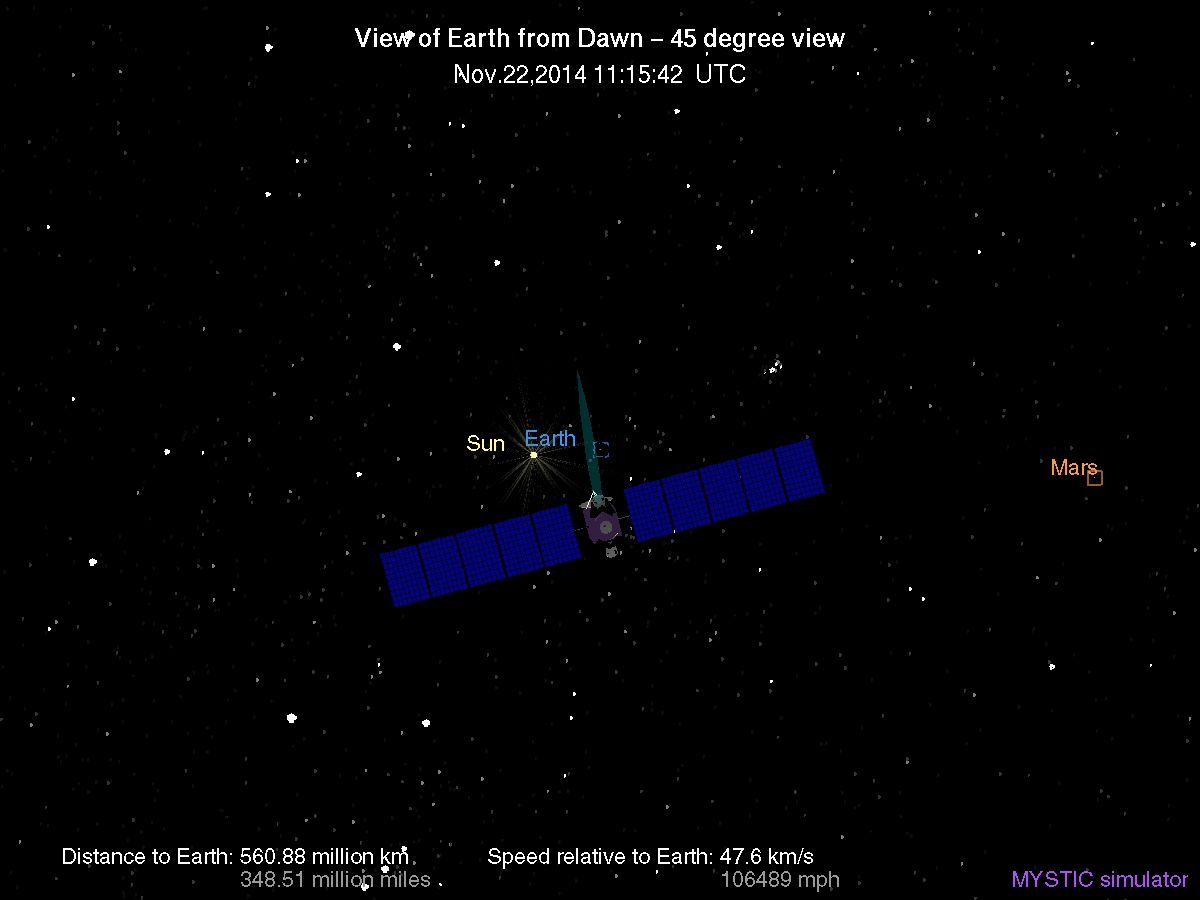 View of Earth from Dawn – 45 degree view
Nov.22,2014 11:15:42 UTC
Sun
Earth
Mars
Distance to Earth: 560.88 million km
Speed relative to Earth: 47.6 km/s
348.51 million miles
106489 mph
MYSTIC simulator